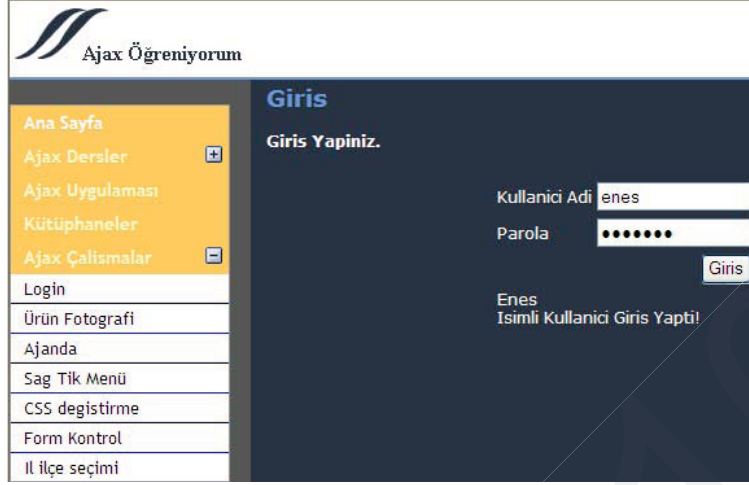 Ajax Öğreniyorum
Ana Sayfa
Ajax Dersler
Ajax Uygulaması
Kütüphaneler
Ajax Çalismalar
Login
Ürün Fotografi
Ajanda
Sag Tik Menü
CSS degistirme
Form Kontrol
Il ilçe seçimi
Giris
Giris Yapiniz.
Kullanici Adi enes
Parola •••••••
Giris
Enes
Isimli Kullanici Giris Yapti!